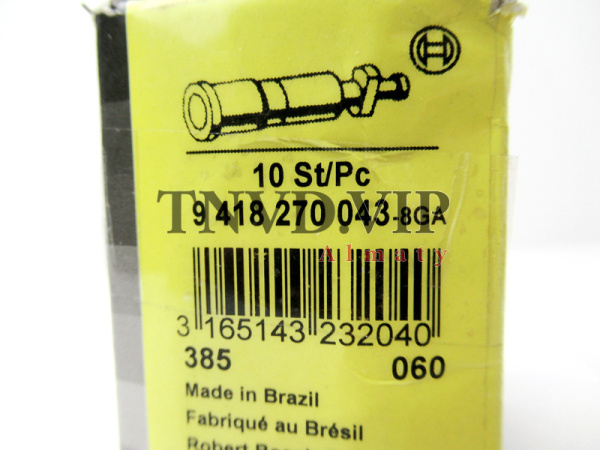 10 St/Pc
TNVD.VIP
9 418 270 043-8GA
Almaty
3 165143 232040
385 060
Made in Brazil
Fabriqué au Brésil
Robert